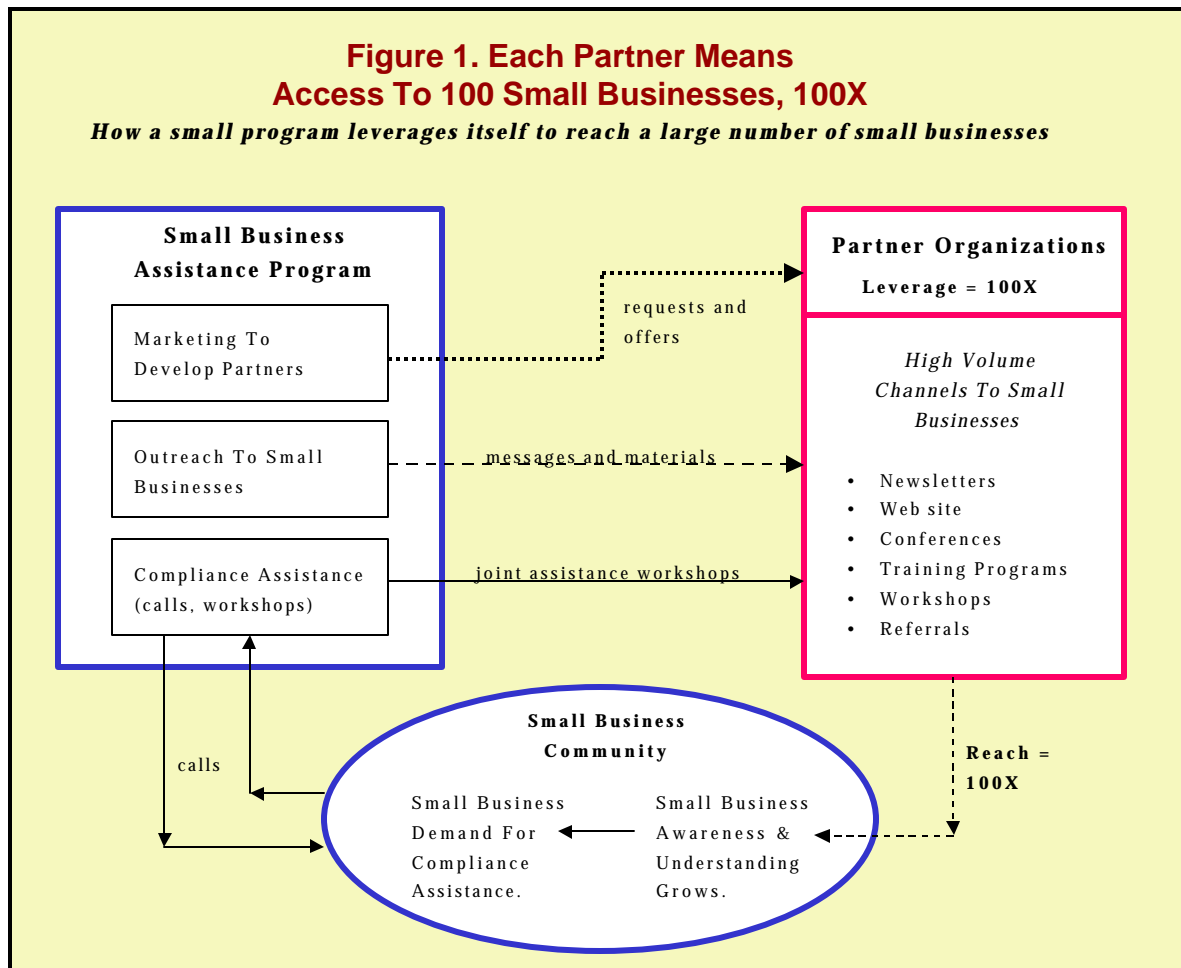 Figure 1. Each Partner Means
Access To 100 Small Businesses, 100X
How a small program leverages itself to reach a large number of small businesses
Small Business
Assistance Program
Marketing To
Develop Partners
Outreach To Small
Businesses
Compliance Assistance
(calls, workshops)
requests and
offers
messages and materials
joint assistance workshops
Partner Organizations
Leverage = 100X
High Volume
Channels To Small
Businesses
• Newsletters
• Web site
• Conferences
• Training Programs
• Workshops
• Referrals
calls
Small Business
Community
Small Business
Demand For
Compliance
Assistance.
Small Business
Awareness &
Understanding
Grows.
Reach =
100X